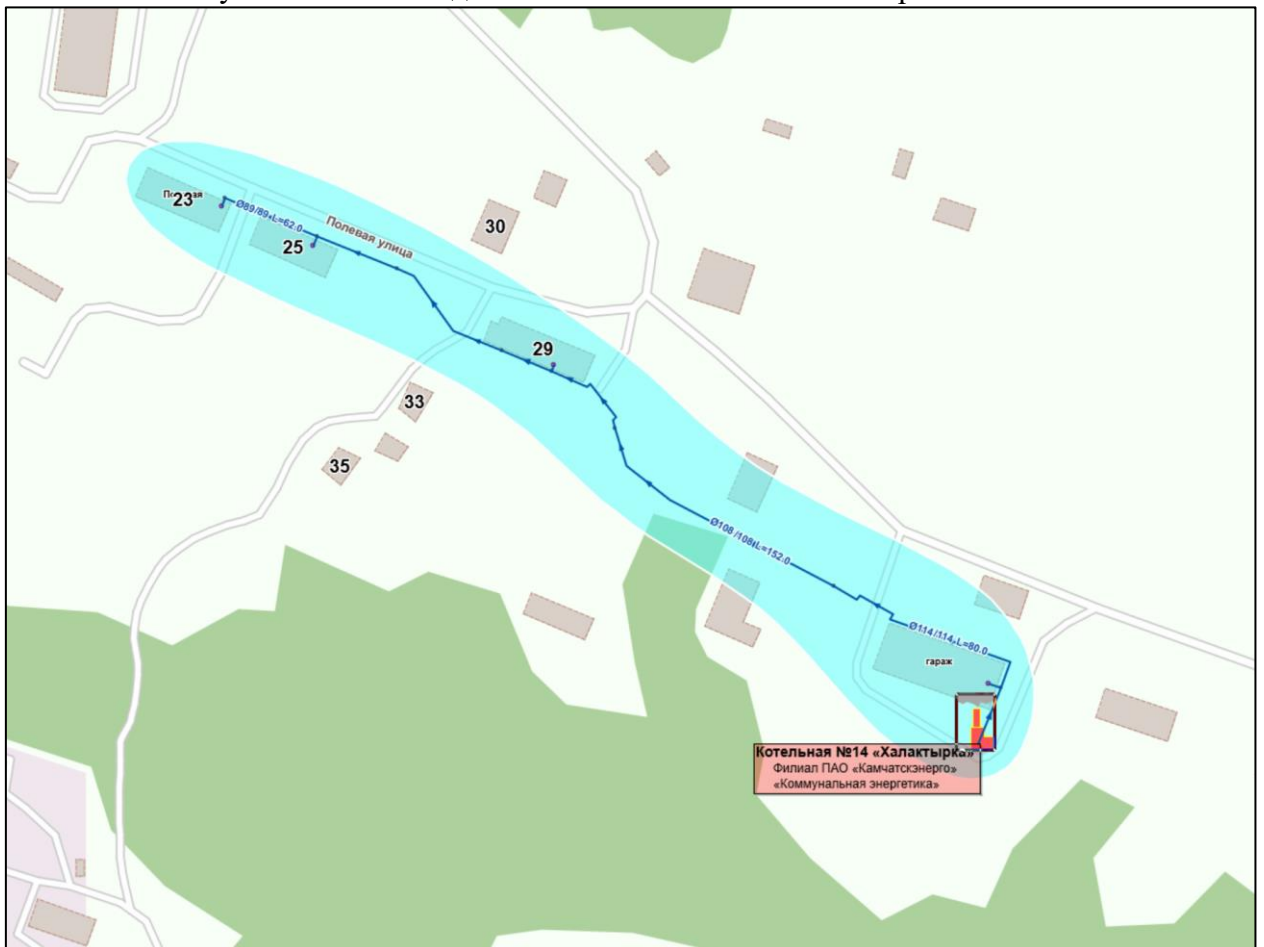 23
Ø89/89,L=62.0
Полевая улица
30
25
29
33
35
Ø108/108,L=152.0
Ø114/114,L=80.0
гараж
Котельная №14 «Халактырка»
Филиал ПАО «Камчатскэнерго»
«Коммунальная энергетика»